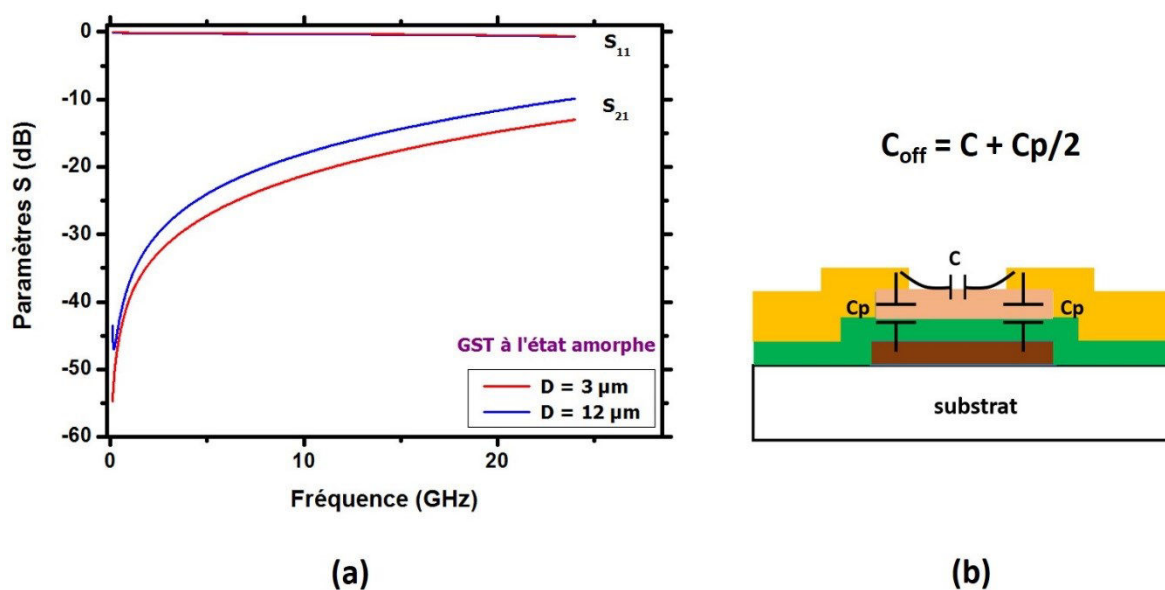 0
-10
-20
-30
-40
-50
-60
Paramètres S (dB)
S11
S21
GST à l'état amorphe
D = 3 µm
D = 12 µm
0
10
20
Fréquence (GHz)
(a)
Coff = C + Cp/2
C
Cp
Cp
substrat
(b)